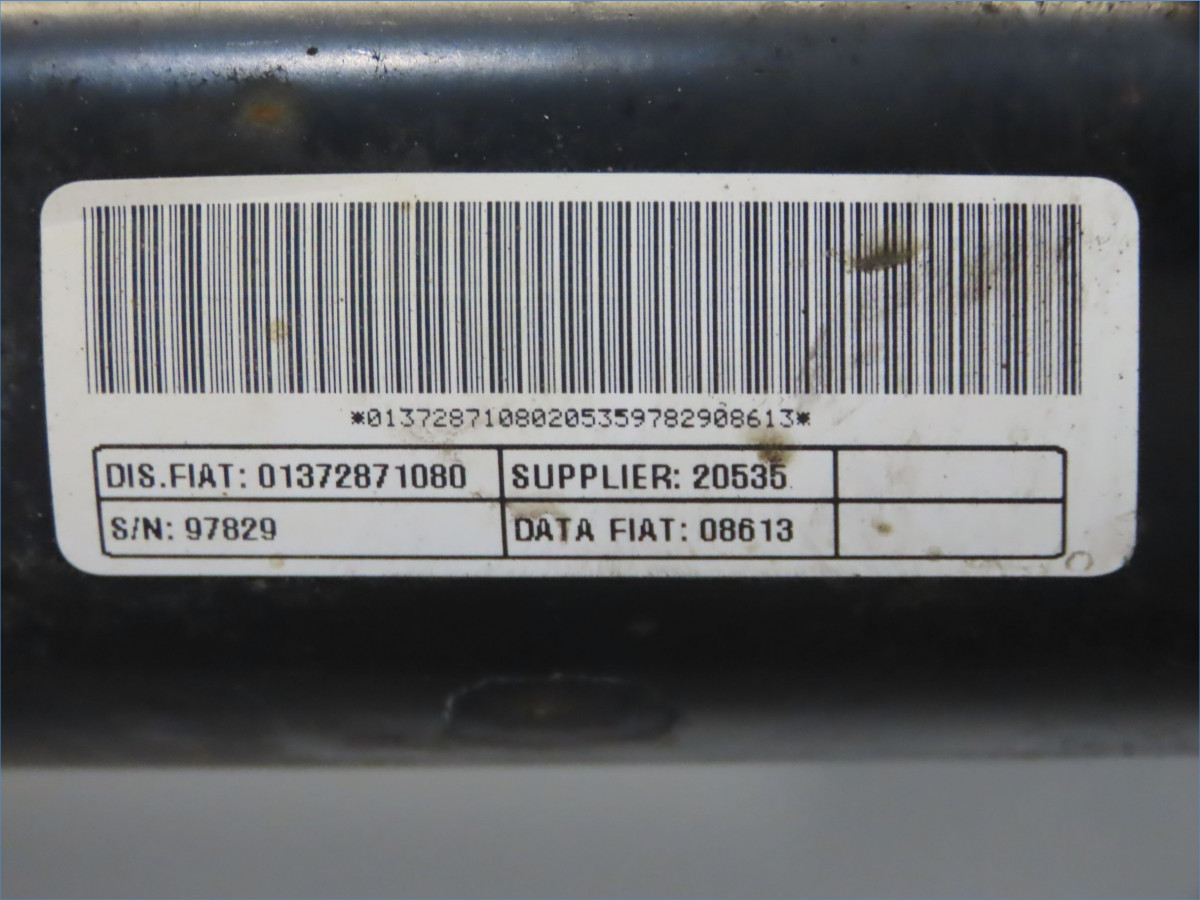 *01372871080205359782908613*
DIS.FIAT: 01372871080 SUPPLIER: 20535
S/N: 97829 DATA FIAT: 08613